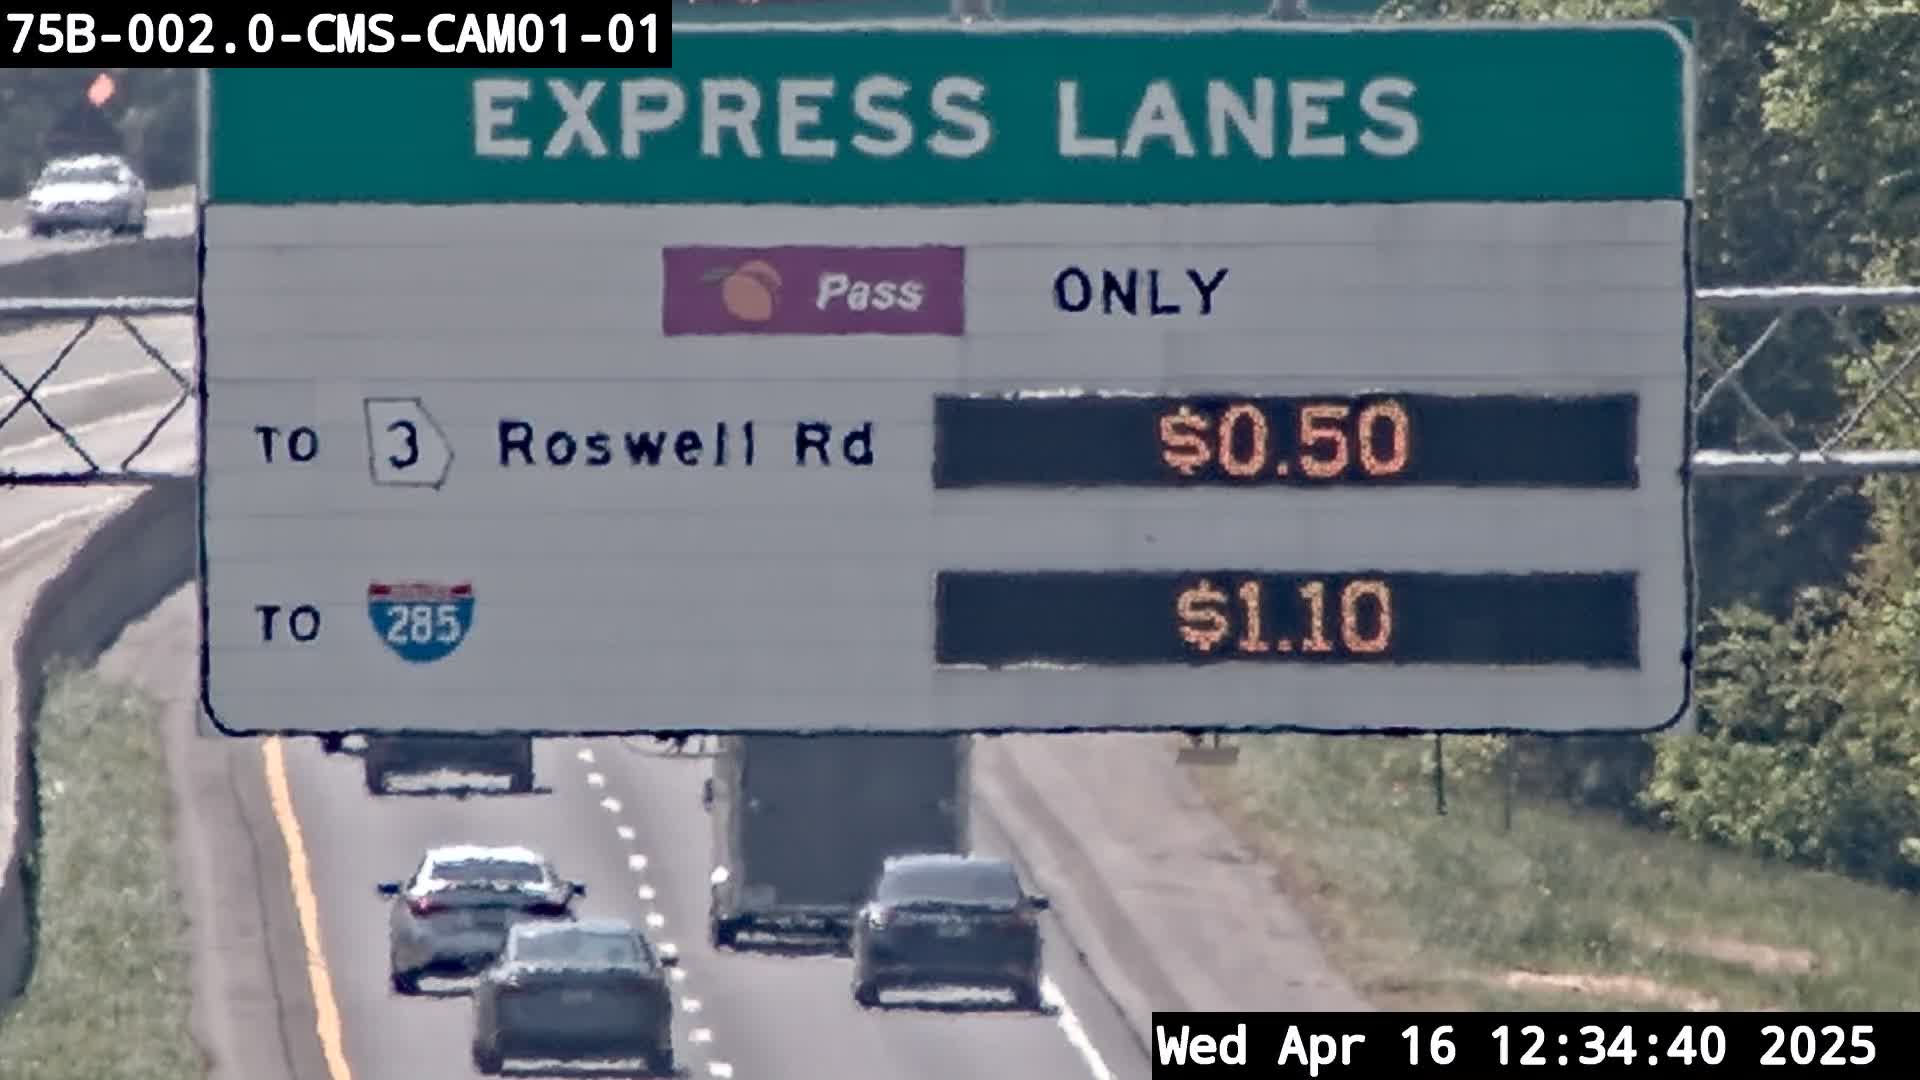 75B-002.0-CMS-CAM01-01
EXPRESS LANES
Pass ONLY
TO 3 Roswell Rd $0.50
TO 285 $1.10
Wed Apr 16 12:34:40 2025